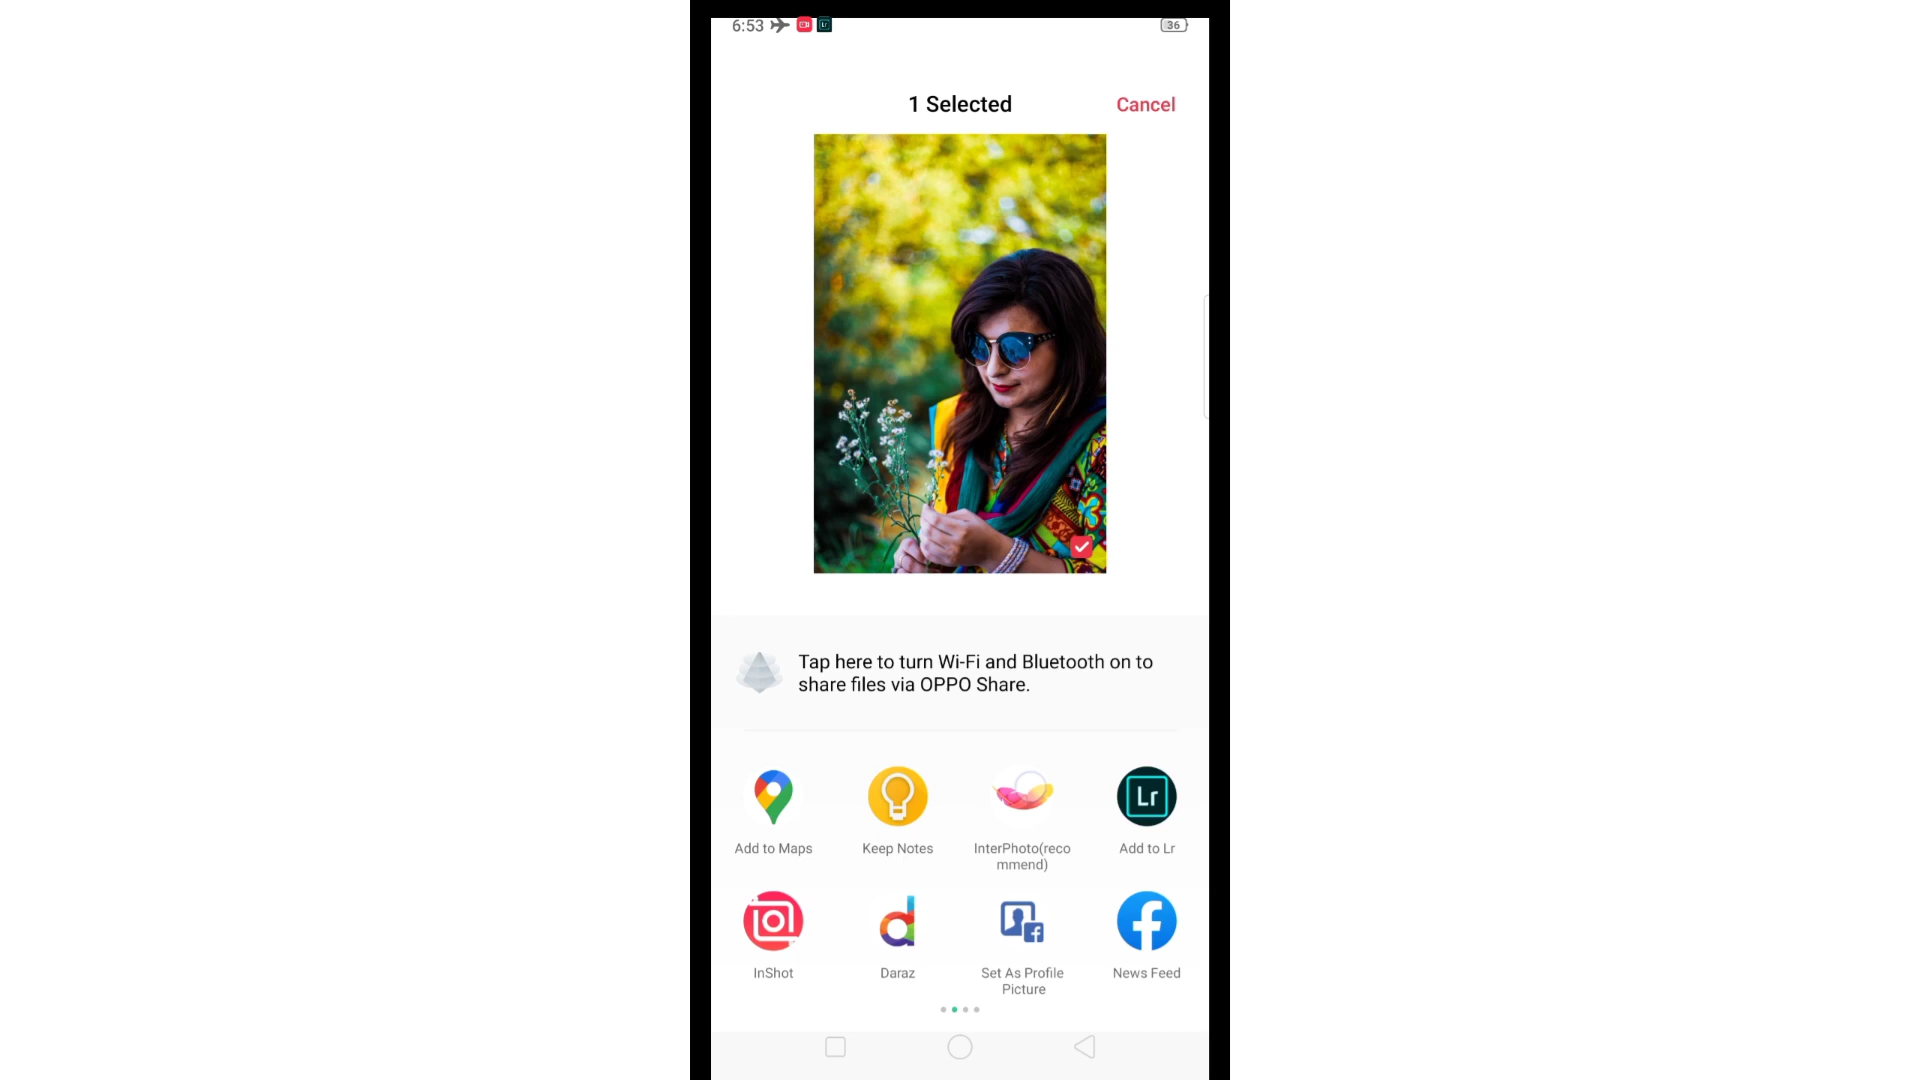 6:53
36
1 Selected
Cancel
Tap here to turn Wi-Fi and Bluetooth on to
share files via OPPO Share.
Lr
Add to Maps
Keep Notes
InterPhoto(reco
mmend)
Add to Lr
InShot
Daraz
Set As Profile
Picture
News Feed